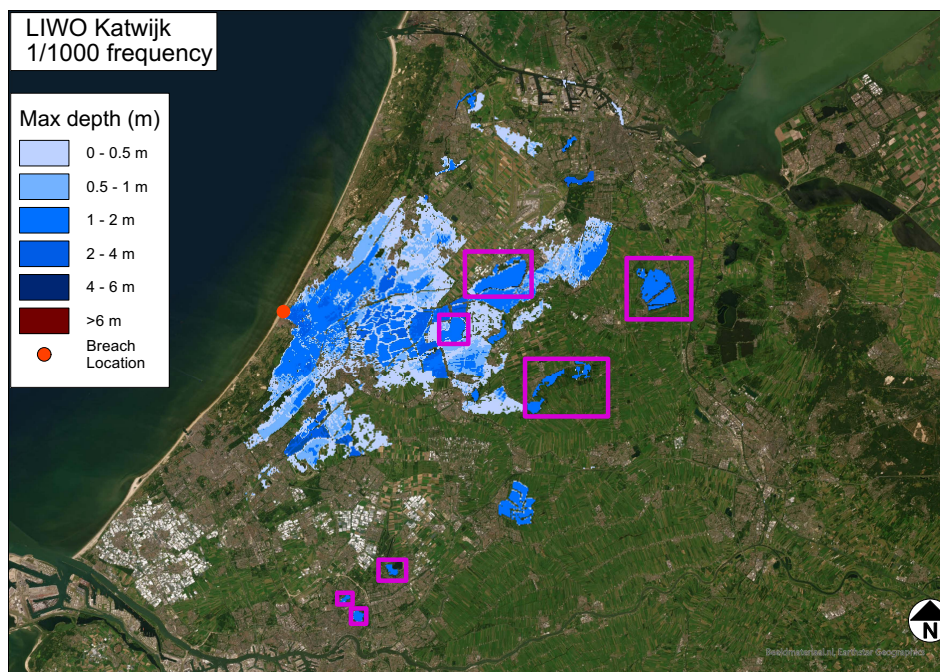 LIWO Katwijk
1/1000 frequency
Max depth (m)
0 - 0.5 m
0.5 - 1 m
1 - 2 m
2 - 4 m
4 - 6 m
>6 m
Breach
Location
N
Beeldmateriaal.nl, Earthstar Geographics